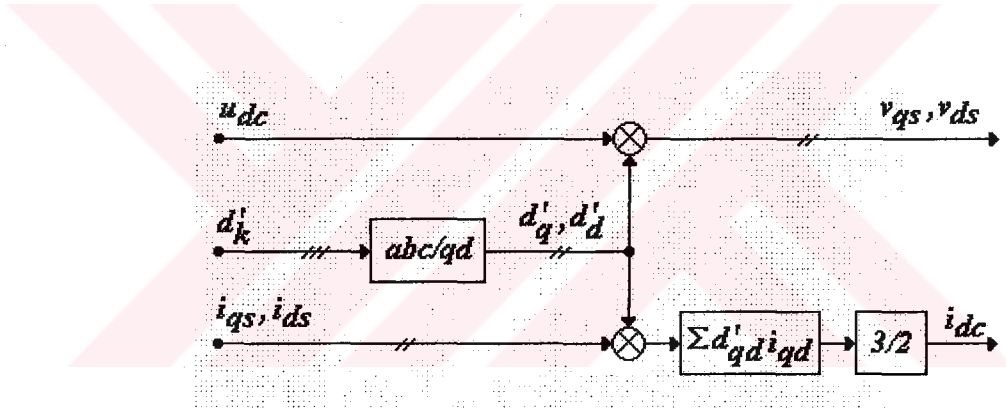 u_dc
v_qs, v_ds
d'_k
abc/qd
d'_q, d'_d
i_qs, i_ds
Σd'_qd i_qd
3/2
i_dc